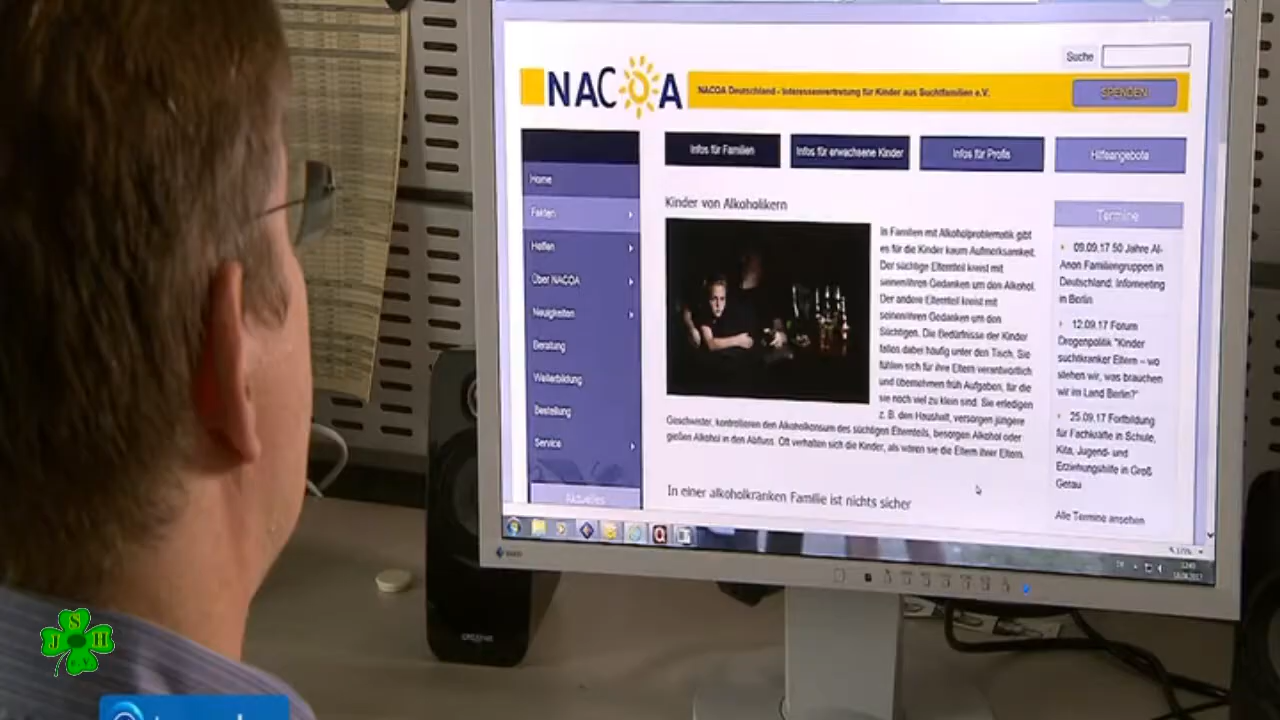 Suche
NACOA
NACOA Deutschland - Interessenvertretung für Kinder aus Suchtfamilien e.V.
SPENDEN
Infos für Familien
Infos für erwachsene Kinder
Infos für Profis
Hilfeangebote
Home
Fakten
Helfen
Über NACOA
Neuigkeiten
Beratung
Weiterbildung
Bestellung
Service
Aktuelles
Kinder von Alkoholikern
In Familien mit Alkoholproblematik gibt
es für die Kinder kaum Aufmerksamkeit.
Der süchtige Elternteil kreist mit
seinen/ihren Gedanken um den Alkohol.
Der andere Elternteil kreist mit
seinen/ihren Gedanken um den
Süchtigen. Die Bedürfnisse der Kinder
fallen dabei häufig unter den Tisch. Sie
fühlen sich für ihre Eltern verantwortlich
und übernehmen früh Aufgaben, für die
sie noch viel zu klein sind. Sie erledigen
z. B. den Haushalt, versorgen jüngere
Geschwister, kontrollieren den Alkoholkonsum des süchtigen Elternteils, besorgen Alkohol oder
gießen Alkohol in den Abfluss. Oft verhalten sich die Kinder, als wären sie die Eltern ihrer Eltern.
In einer alkoholkranken Familie ist nichts sicher
Termine
09.09.17 50 Jahre Al-
Anon Familiengruppen in
Deutschland: Infomeeting
in Berlin
12.09.17 Forum
Drogenpolitik "Kinder
suchtkranker Eltern – wo
stehen wir, was brauchen
wir im Land Berlin?"
25.09.17 Fortbildung
für Fachkräfte in Schule,
Kita, Jugend- und
Erziehungshilfe in Groß
Gerau
Alle Termine ansehen
J S H
e.V.